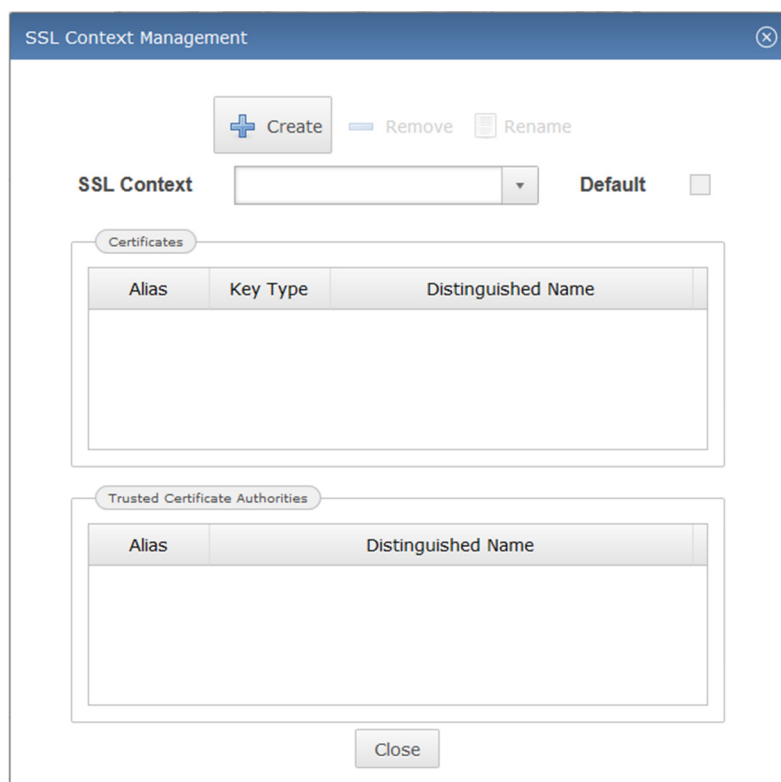 SSL Context Management
Create Remove Rename
SSL Context Default
Certificates
Alias Key Type Distinguished Name
Trusted Certificate Authorities
Alias Distinguished Name
Close